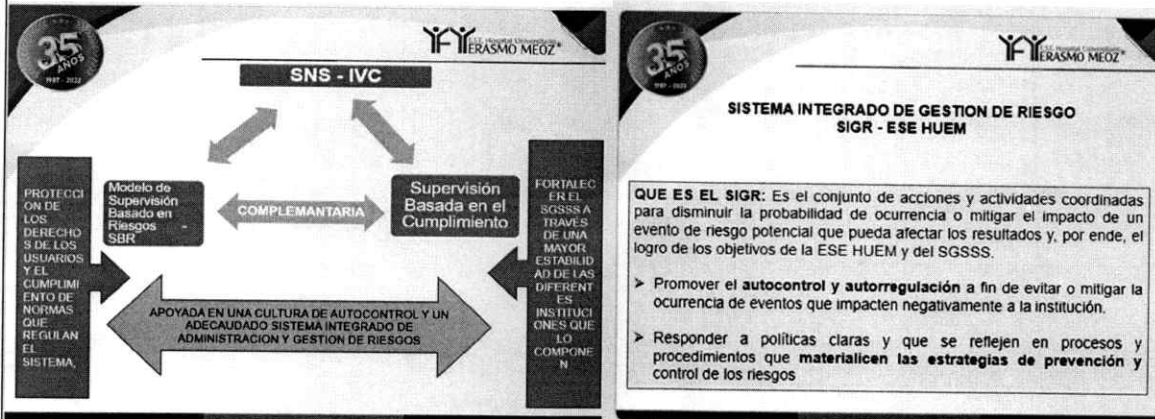 35
AÑOS
1987 - 2022
E.S.E. Hospital Universitario
ERASMO MEOZ*
SNS - IVC
PROTECCI
ON DE
LOS
DERECHO
S DE LOS
USUARIOS
Y EL
CUMPLIMI
ENTO DE
NORMAS
QUE
REGULAN
EL
SISTEMA,
Modelo de
Supervisión
Basado en
Riesgos -
SBR
COMPLEMANTARIA
Supervisión
Basada en el
Cumplimiento
FORTALEC
ER EL
SGSSS A
TRAVÉS
DE UNA
MAYOR
ESTABILID
AD DE LAS
DIFERENT
ES
INSTITUCI
ONES QUE
LO
COMPONE
N
APOYADA EN UNA CULTURA DE AUTOCONTROL Y UN
ADECAUDADO SISTEMA INTEGRADO DE
ADMINISTRACION Y GESTION DE RIESGOS
35
AÑOS
1987 - 2022
E.S.E. Hospital Universitario
ERASMO MEOZ*
SISTEMA INTEGRADO DE GESTION DE RIESGO
SIGR - ESE HUEM
QUE ES EL SIGR: Es el conjunto de acciones y actividades coordinadas
para disminuir la probabilidad de ocurrencia o mitigar el impacto de un
evento de riesgo potencial que pueda afectar los resultados y, por ende, el
logro de los objetivos de la ESE HUEM y del SGSSS.
➤ Promover el autocontrol y autorregulación a fin de evitar o mitigar la
ocurrencia de eventos que impacten negativamente a la institución.
➤ Responder a políticas claras y que se reflejen en procesos y
procedimientos que materialicen las estrategias de prevención y
control de los riesgos